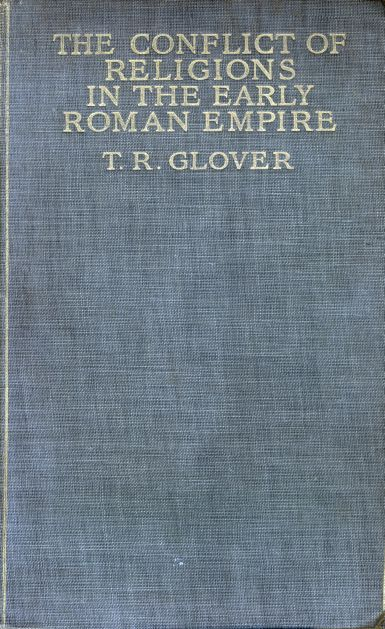 THE CONFLICT OF
RELIGIONS
IN THE EARLY
ROMAN EMPIRE
T. R. GLOVER